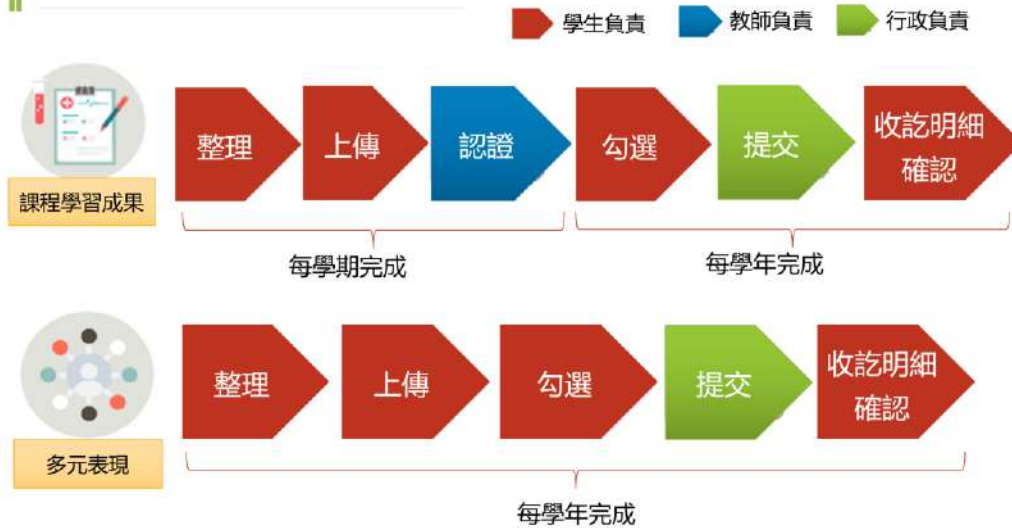 學生負責 教師負責 行政負責
整理 上傳 認證 勾選 提交 收訖明細
確認
課程學習成果
每學期完成 每學年完成
整理 上傳 勾選 提交 收訖明細
確認
多元表現
每學年完成